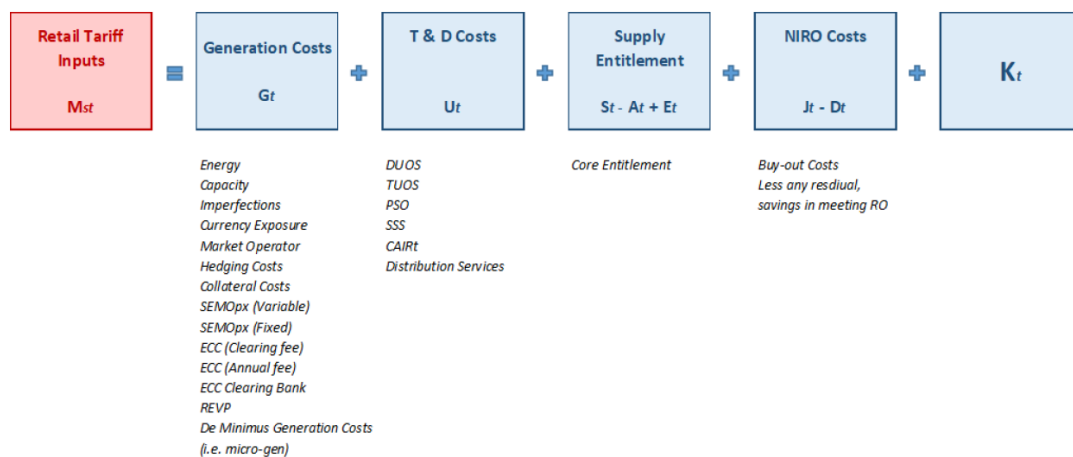 Retail Tariff
Inputs
Mst
=
Generation Costs
Gt
+
T & D Costs
Ut
+
Supply
Entitlement
St - At + Et
+
NIRO Costs
Jt - Dt
+
Kt
Energy
Capacity
Imperfections
Currency Exposure
Market Operator
Hedging Costs
Collateral Costs
SEMOpx (Variable)
SEMOpx (Fixed)
ECC (Clearing fee)
ECC (Annual fee)
ECC Clearing Bank
REVP
De Minimus Generation Costs
(i.e. micro-gen)
DUOS
TUOS
PSO
SSS
CAIRt
Distribution Services
Core Entitlement
Buy-out Costs
Less any resdiual,
savings in meeting RO